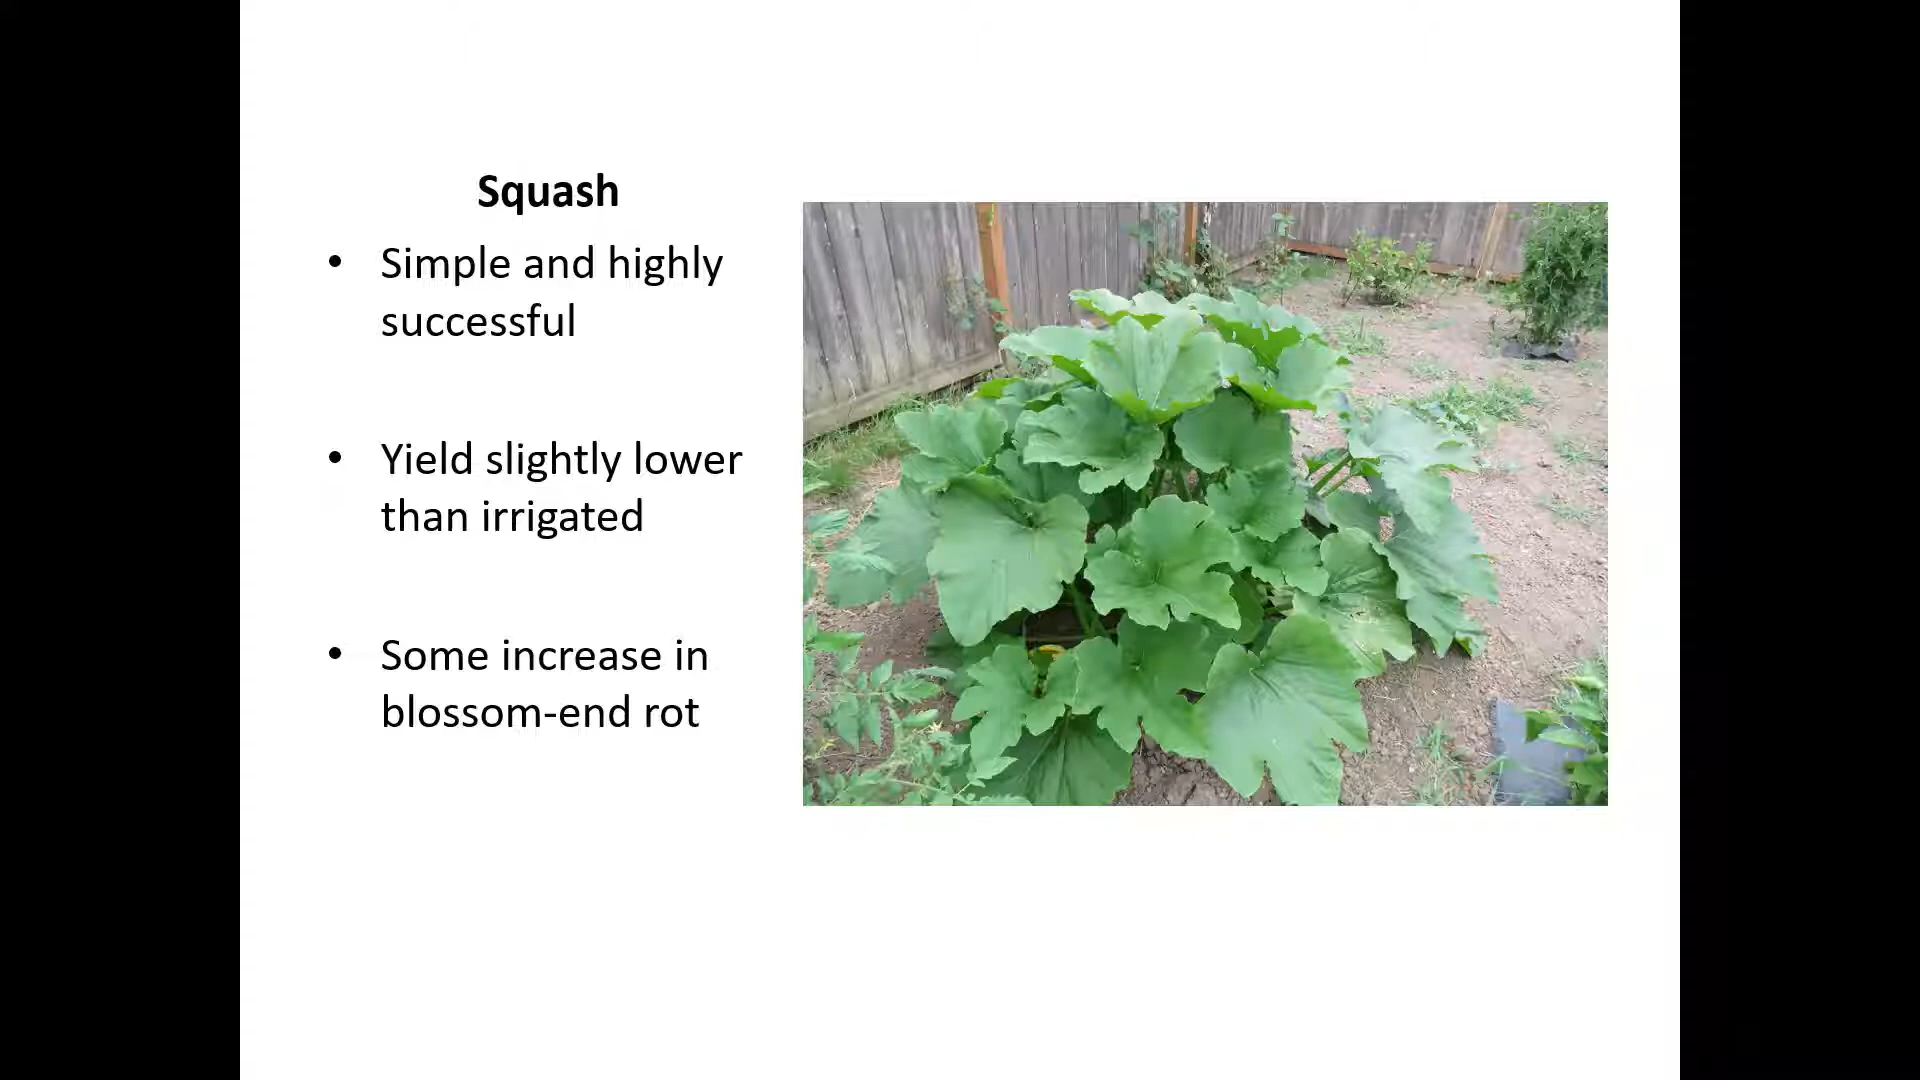 Squash
• Simple and highly
successful
• Yield slightly lower
than irrigated
• Some increase in
blossom-end rot